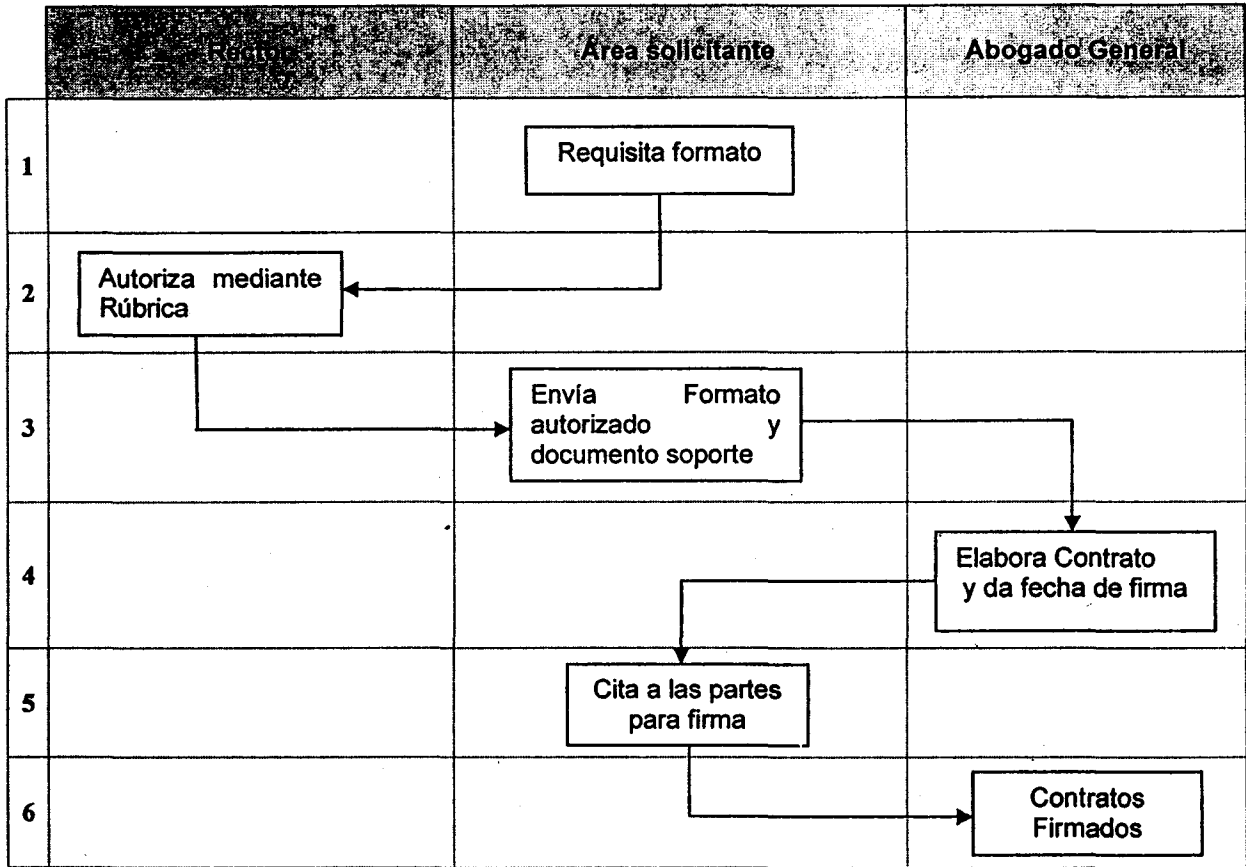 Rector
Área solicitante
Abogado General
1
Requisita formato
2
Autoriza mediante
Rúbrica
3
Envía Formato
autorizado y
documento soporte
4
Elabora Contrato
y da fecha de firma
5
Cita a las partes
para firma
6
Contratos
Firmados